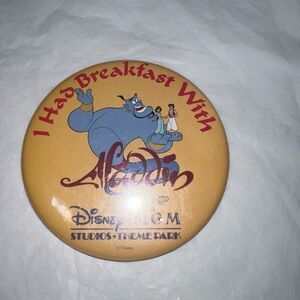 I Had Breakfast With
Aladdin
Disney MGM
STUDIOS★THEME PARK
© Disney